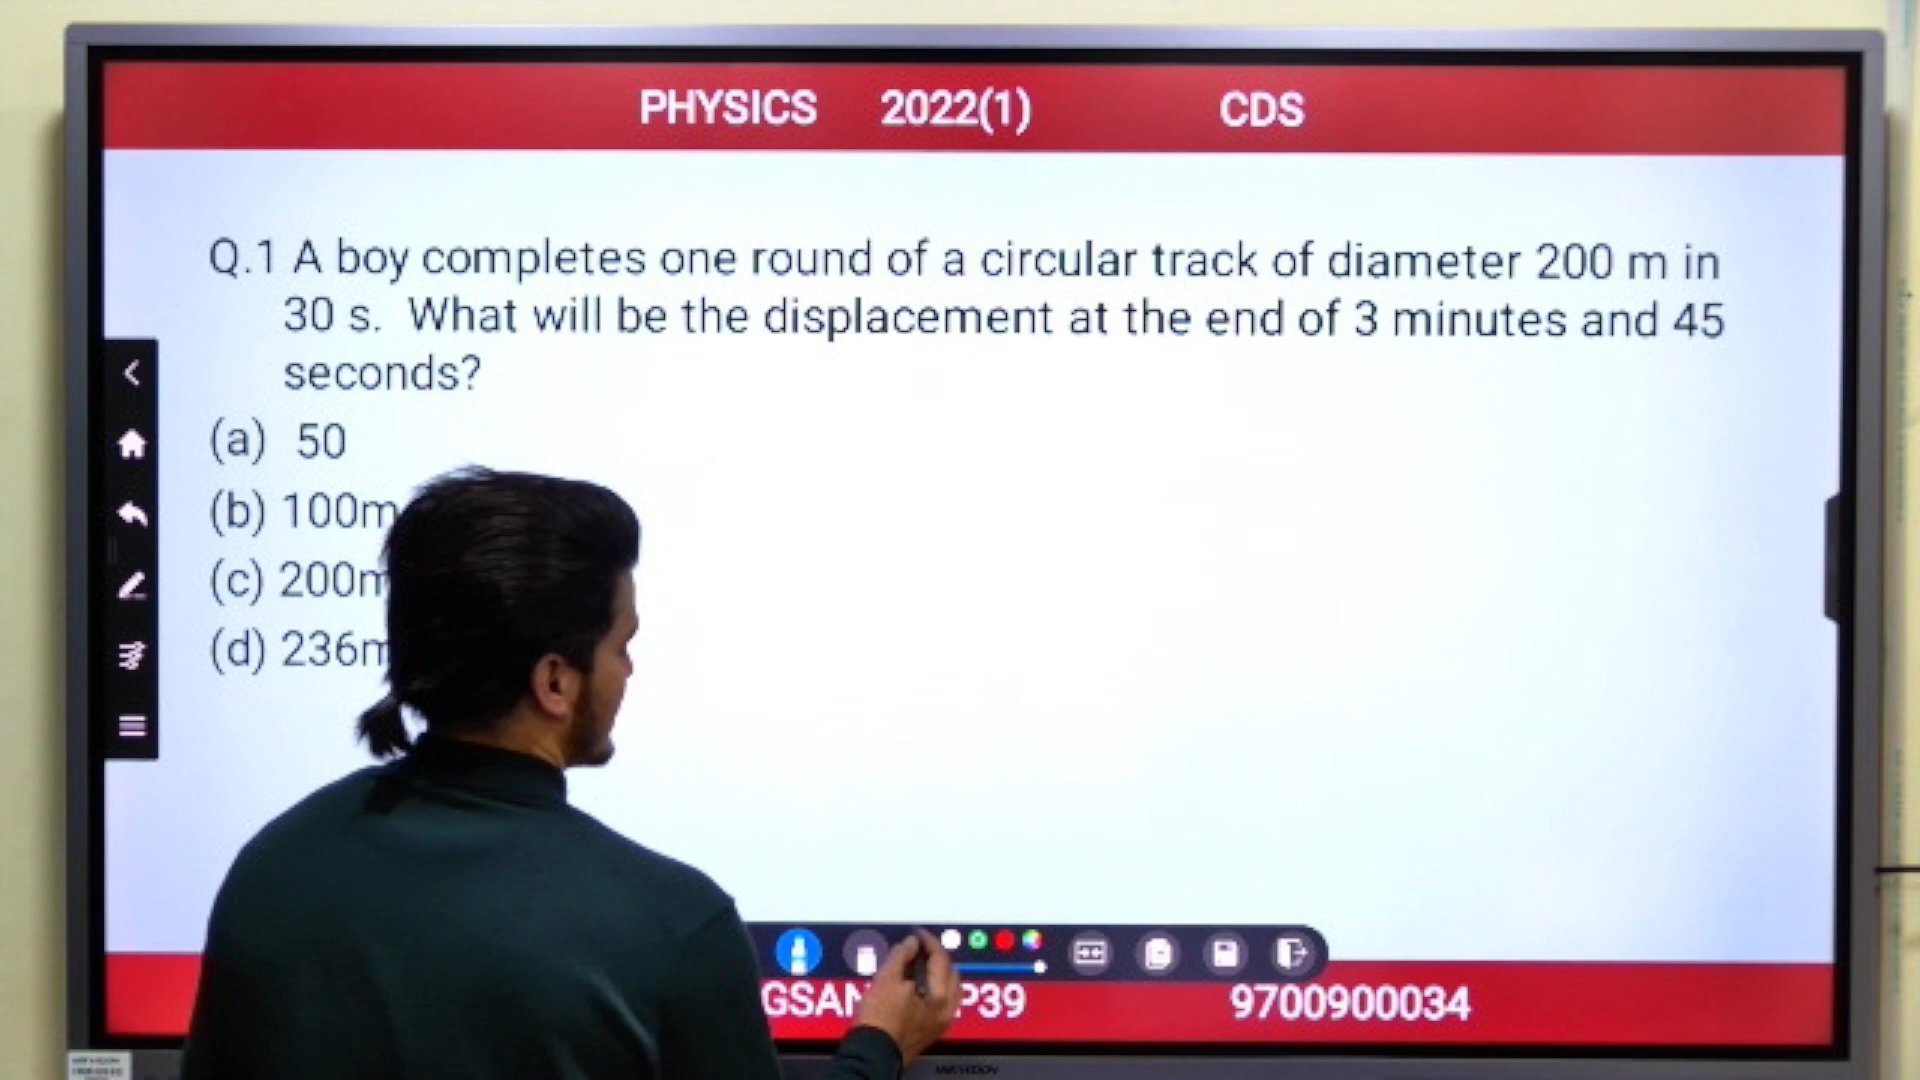 PHYSICS 2022(1) CDS
Q.1 A boy completes one round of a circular track of diameter 200 m in
30 s. What will be the displacement at the end of 3 minutes and 45
seconds?
(a) 50
(b) 100m
(c) 200m
(d) 236m
9700900034